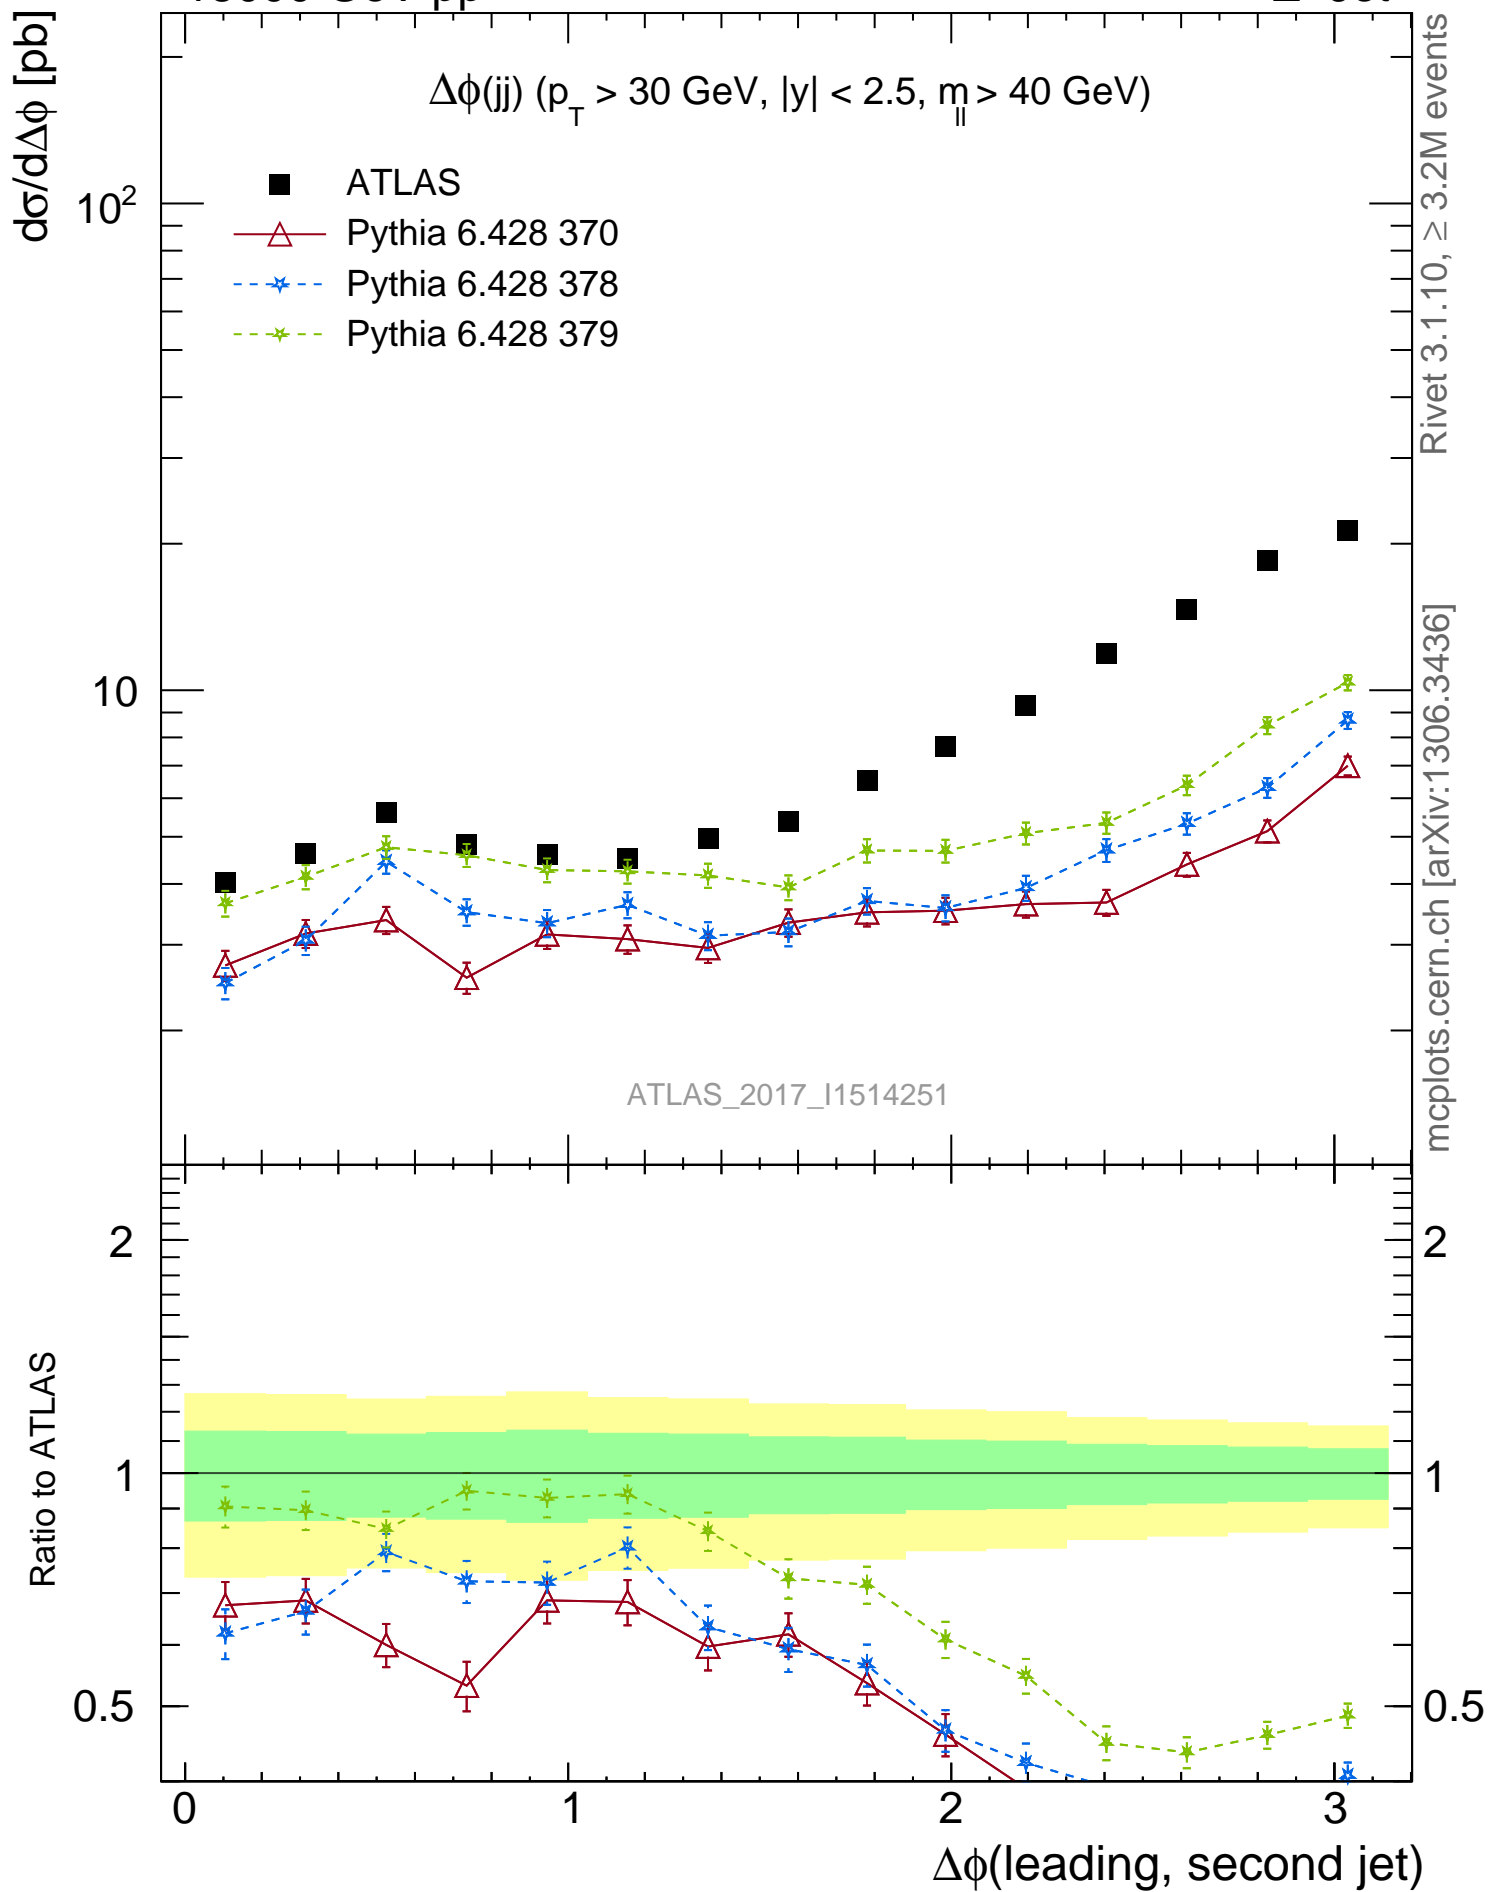 dσ/dΔϕ [pb]
Δϕ(jj) (p_T > 30 GeV, |y| < 2.5, m_ll > 40 GeV)
ATLAS
Pythia 6.428 370
Pythia 6.428 378
Pythia 6.428 379
10²
10
ATLAS_2017_I1514251
Rivet 3.1.10, ≥ 3.2M events
mcplots.cern.ch [arXiv:1306.3436]
Ratio to ATLAS
2
1
0.5
2
1
0.5
0
1
2
3
Δϕ(leading, second jet)